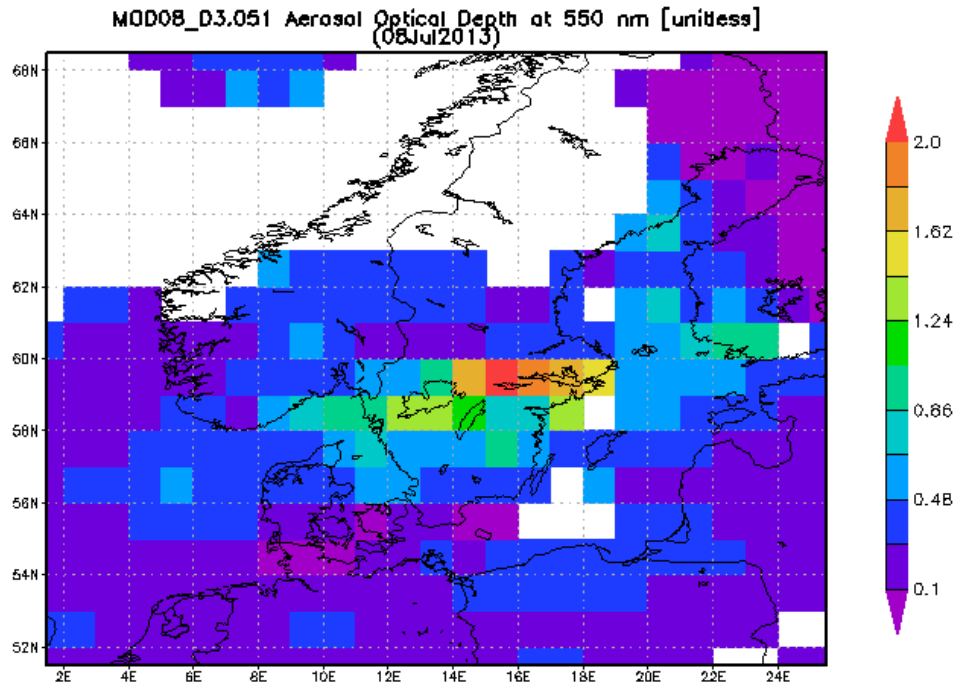 MOD08_D3.051 Aerosol Optical Depth at 550 nm [unitless]
(08Jul2013)
68N
66N
64N
62N
60N
58N
56N
54N
52N
2E 4E 6E 8E 10E 12E 14E 16E 18E 20E 22E 24E
2.0
1.62
1.24
0.86
0.48
0.1